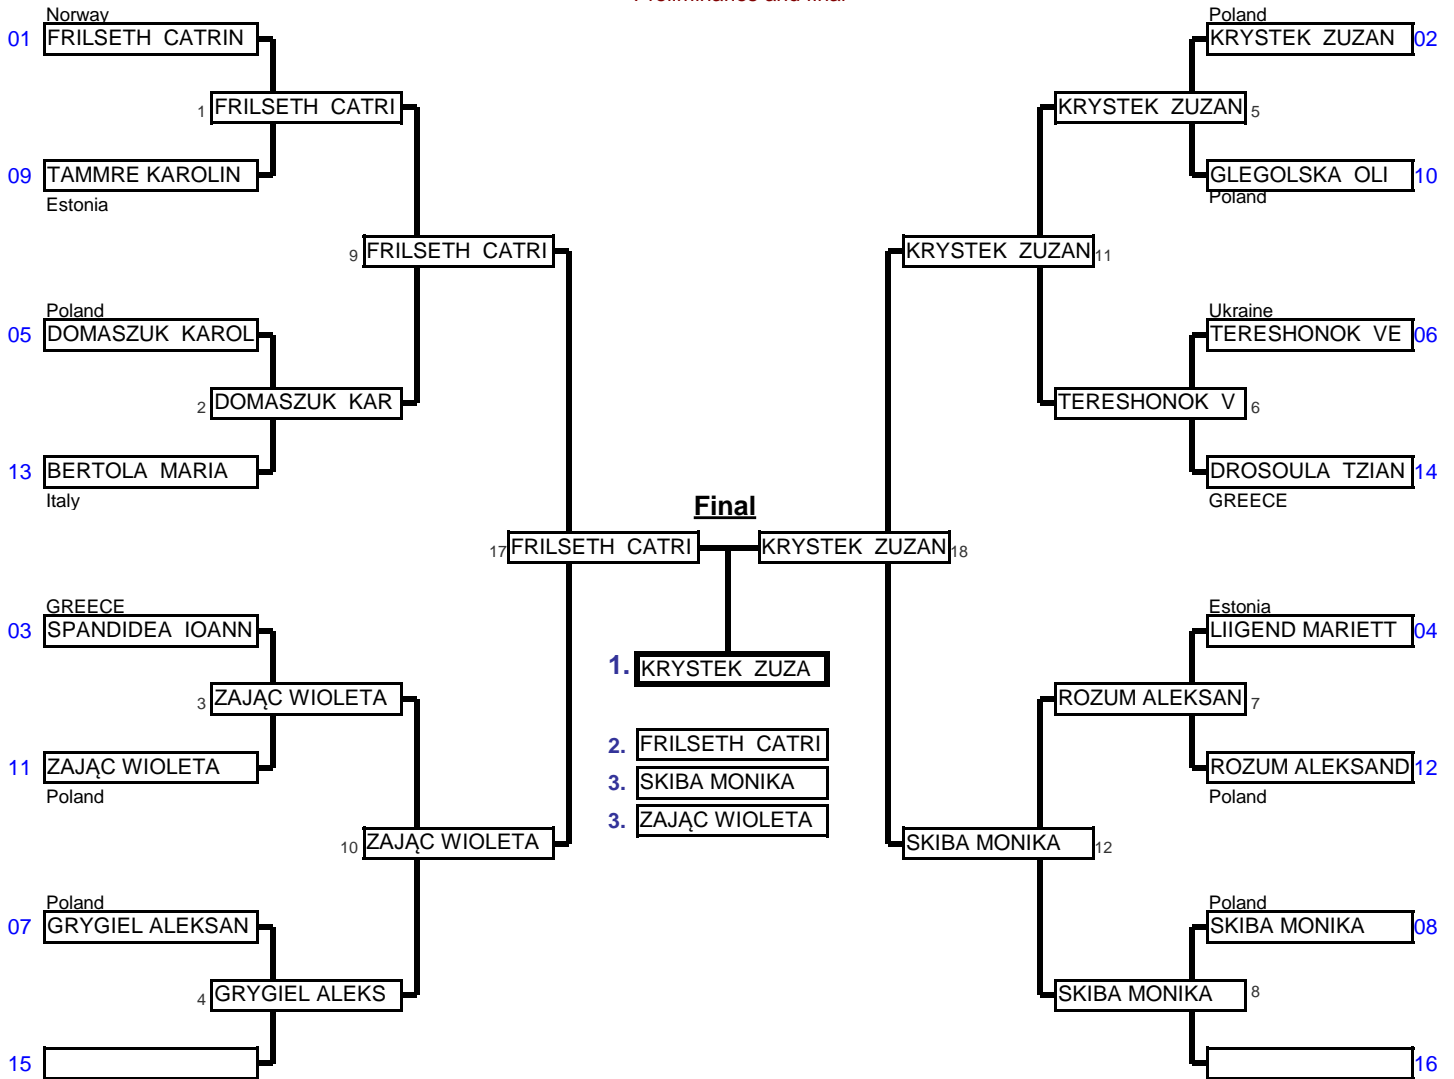 Preliminaries and final
Norway
01 FRILSETH CATRIN
Poland
KRYSTEK ZUZAN 02
1 FRILSETH CATRI
KRYSTEK ZUZAN 5
09 TAMMRE KAROLIN
Estonia
GLEGOLSKA OLI 10
Poland
9 FRILSETH CATRI
KRYSTEK ZUZAN 11
Poland
05 DOMASZUK KAROL
Ukraine
TERESHONOK VE 06
2 DOMASZUK KAR
TERESHONOK V 6
13 BERTOLA MARIA
Italy
DROSOULA TZIAN 14
GREECE
Final
17 FRILSETH CATRI
KRYSTEK ZUZAN 18
GREECE
03 SPANDIDEA IOANN
Estonia
LIIGEND MARIETT 04
1. KRYSTEK ZUZA
3 ZAJĄC WIOLETA
ROZUM ALEKSAN 7
2. FRILSETH CATRI
3. SKIBA MONIKA
3. ZAJĄC WIOLETA
11 ZAJĄC WIOLETA
Poland
ROZUM ALEKSAND 12
Poland
10 ZAJĄC WIOLETA
SKIBA MONIKA 12
Poland
07 GRYGIEL ALEKSAN
Poland
SKIBA MONIKA 08
4 GRYGIEL ALEKS
SKIBA MONIKA 8
15
16